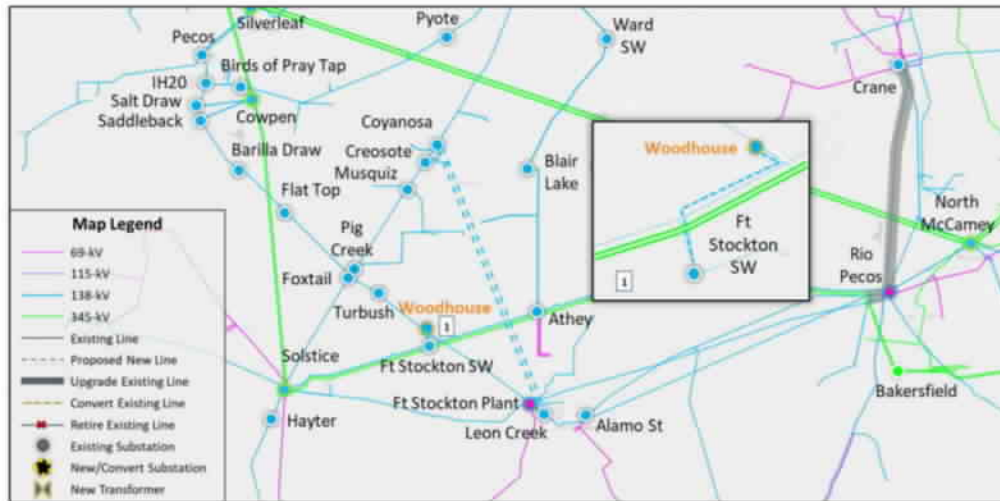 Silverleaf
Pyote
Ward
SW
Pecos
Birds of Pray Tap
IH20
Salt Draw
Saddleback
Cowpen
Crane
Coyanosa
Creosote
Musquiz
Barilla Draw
Blair
Lake
Flat Top
Pig
Creek
Foxtail
Turbush
Woodhouse
1
Athey
Solstice
Ft Stockton SW
Ft Stockton Plant
Leon Creek
Alamo St
Hayter
Woodhouse
Ft
Stockton
SW
1
North
McCamey
Rio
Pecos
Bakersfield
Map Legend
69-kV
115-kV
138-kV
345-kV
Existing Line
Proposed New Line
Upgrade Existing Line
Convert Existing Line
Retire Existing Line
Existing Substation
New/Convert Substation
New Transformer